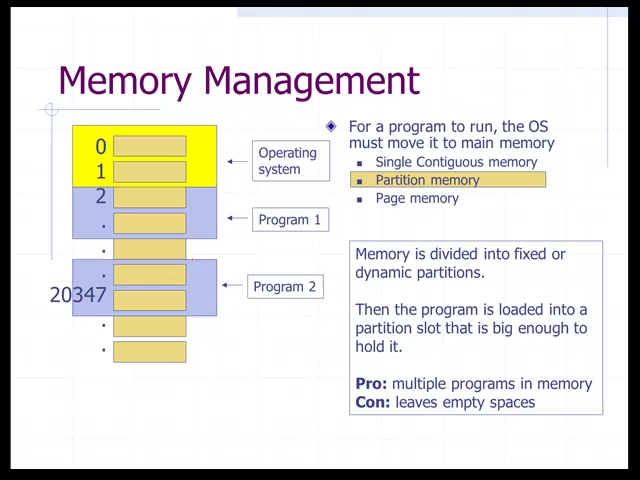 Memory Management
0
1
2
.
.
.
20347
.
.
Operating
system
Program 1
Program 2
For a program to run, the OS
must move it to main memory
Single Contiguous memory
Partition memory
Page memory
Memory is divided into fixed or
dynamic partitions.
Then the program is loaded into a
partition slot that is big enough to
hold it.
Pro: multiple programs in memory
Con: leaves empty spaces